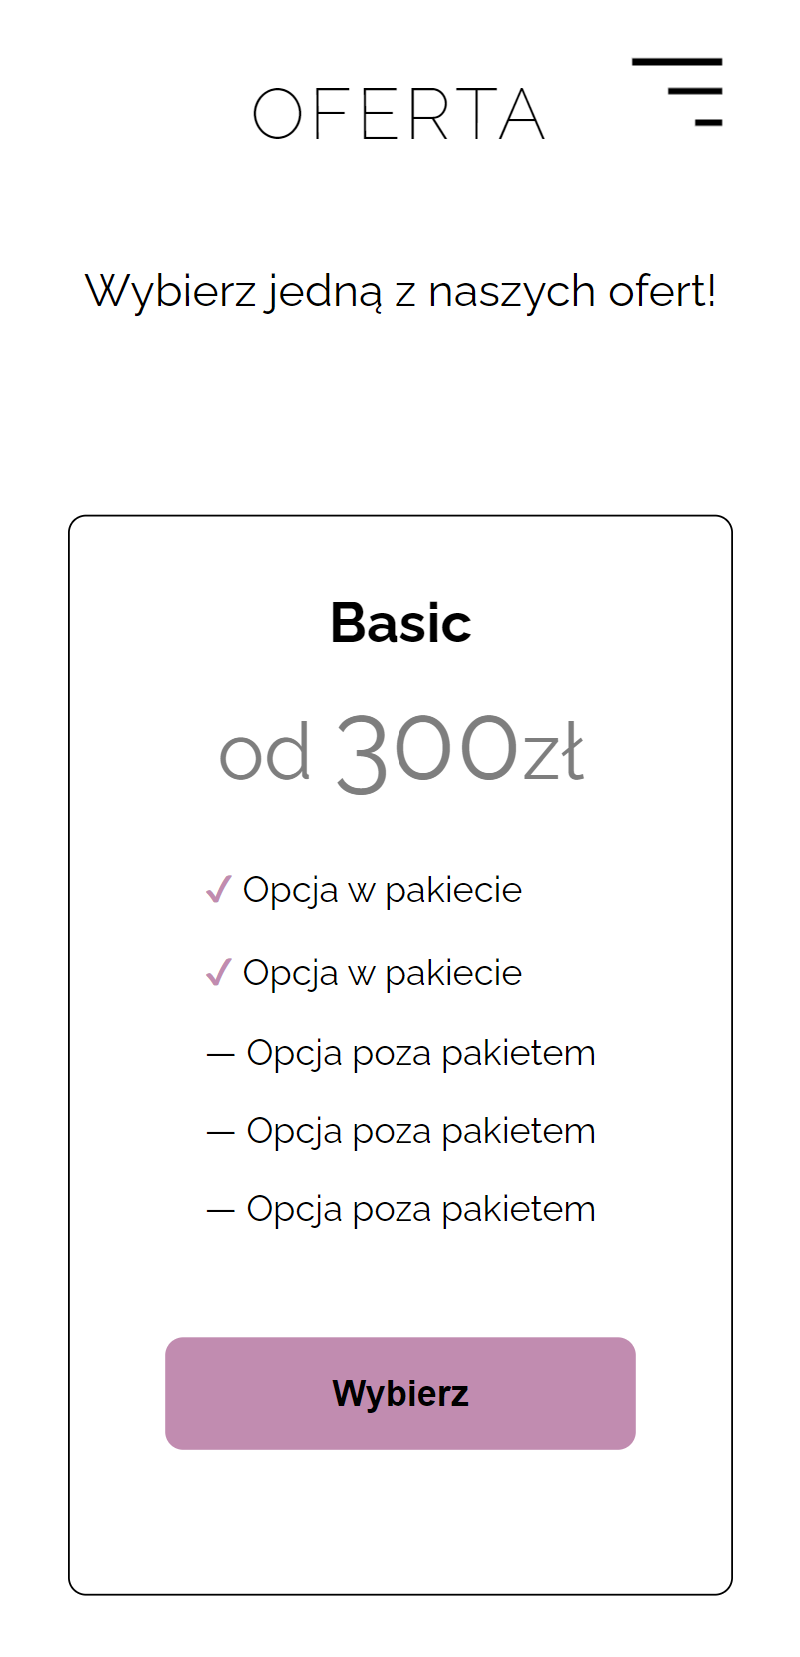 OFERTA
Wybierz jedną z naszych ofert!
Basic
od 300zł
✓ Opcja w pakiecie
✓ Opcja w pakiecie
— Opcja poza pakietem
— Opcja poza pakietem
— Opcja poza pakietem
Wybierz